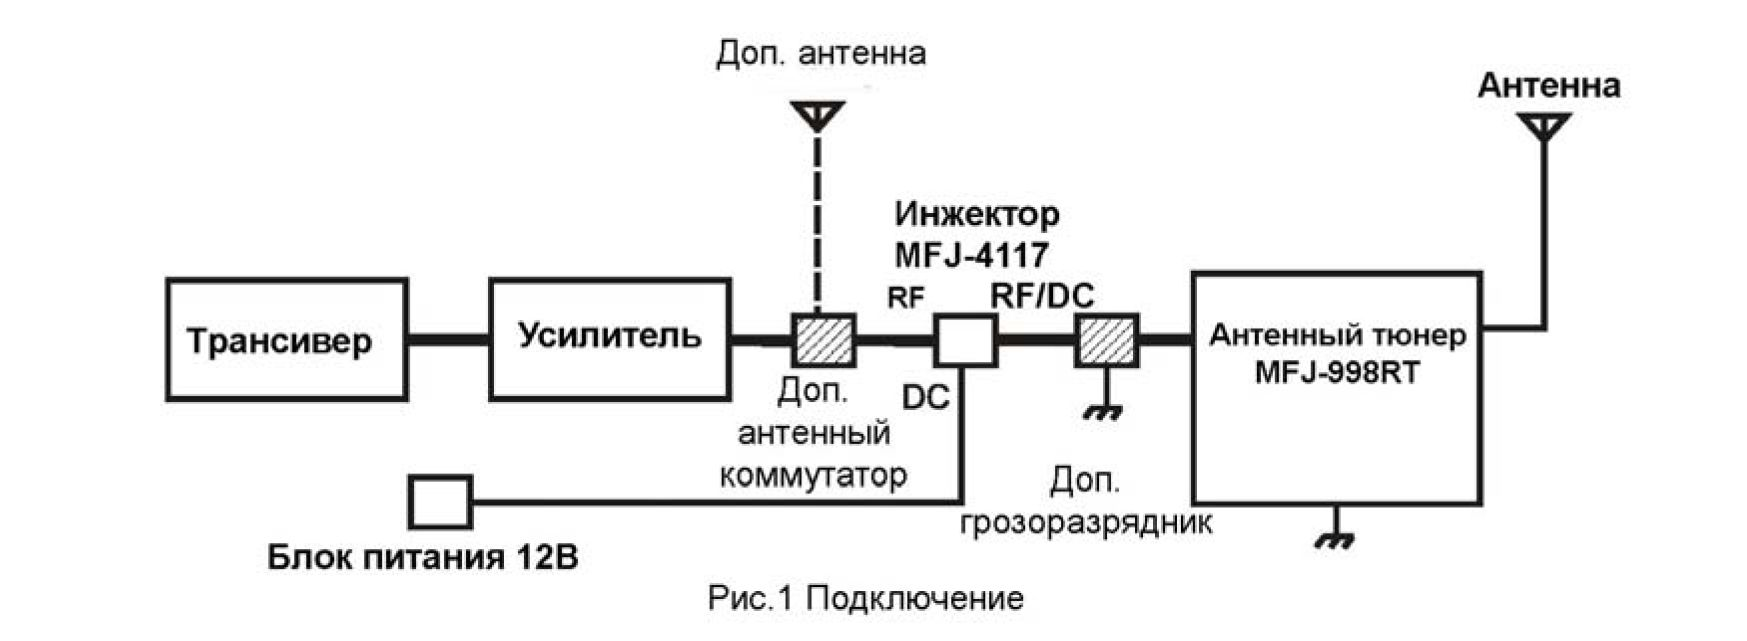 Доп. антенна
Антенна
Инжектор
MFJ-4117
RF
RF/DC
Трансивер
Усилитель
Антенный тюнер
MFJ-998RT
Доп.
антенный
коммутатор
DC
Доп.
грозоразрядник
Блок питания 12В
Рис.1 Подключение